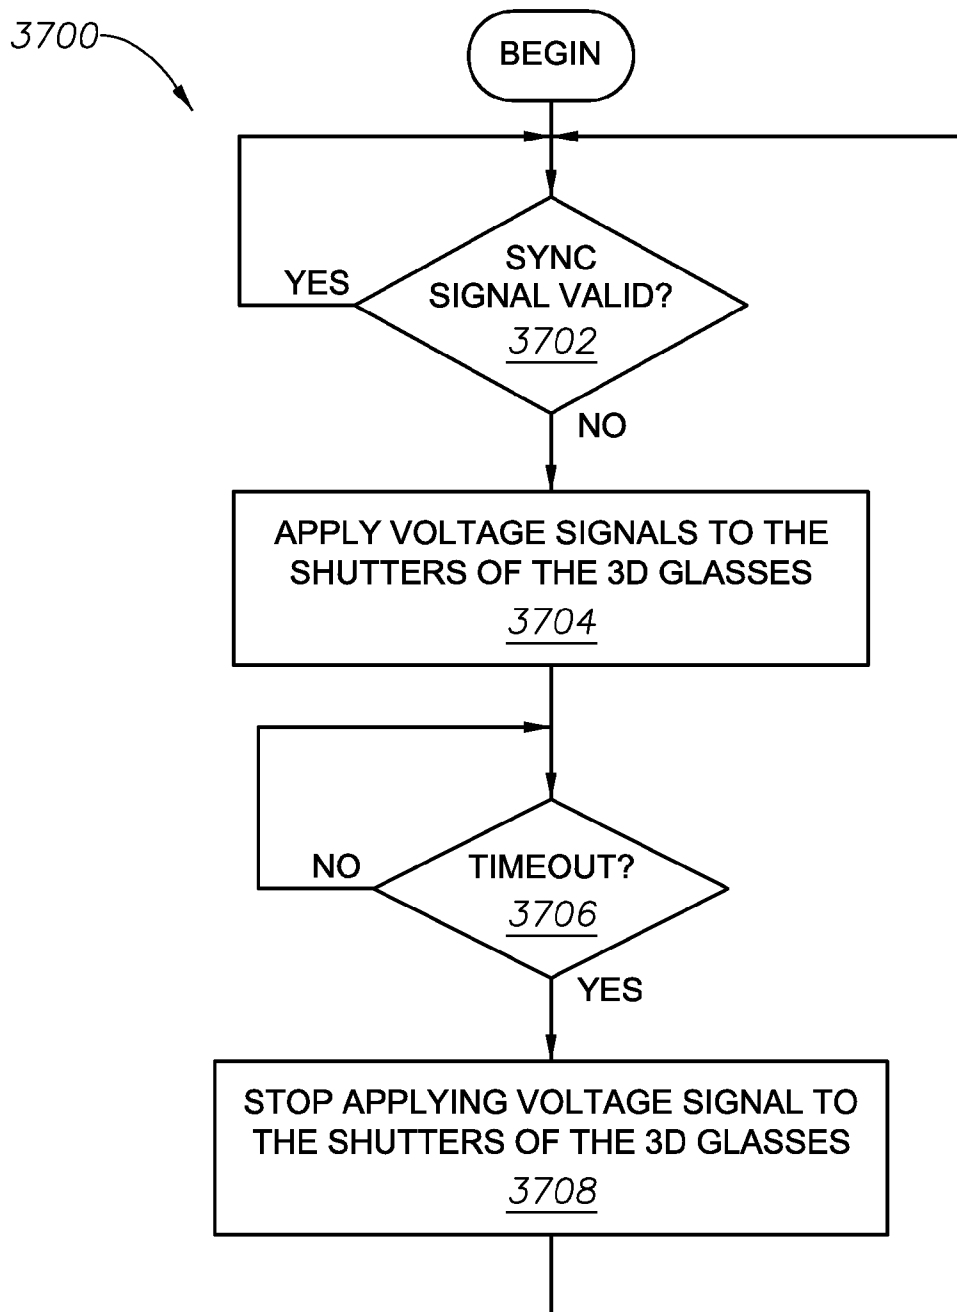 3700
BEGIN
SYNC
SIGNAL VALID?
3702
YES
NO
APPLY VOLTAGE SIGNALS TO THE
SHUTTERS OF THE 3D GLASSES
3704
TIMEOUT?
3706
NO
YES
STOP APPLYING VOLTAGE SIGNAL TO
THE SHUTTERS OF THE 3D GLASSES
3708